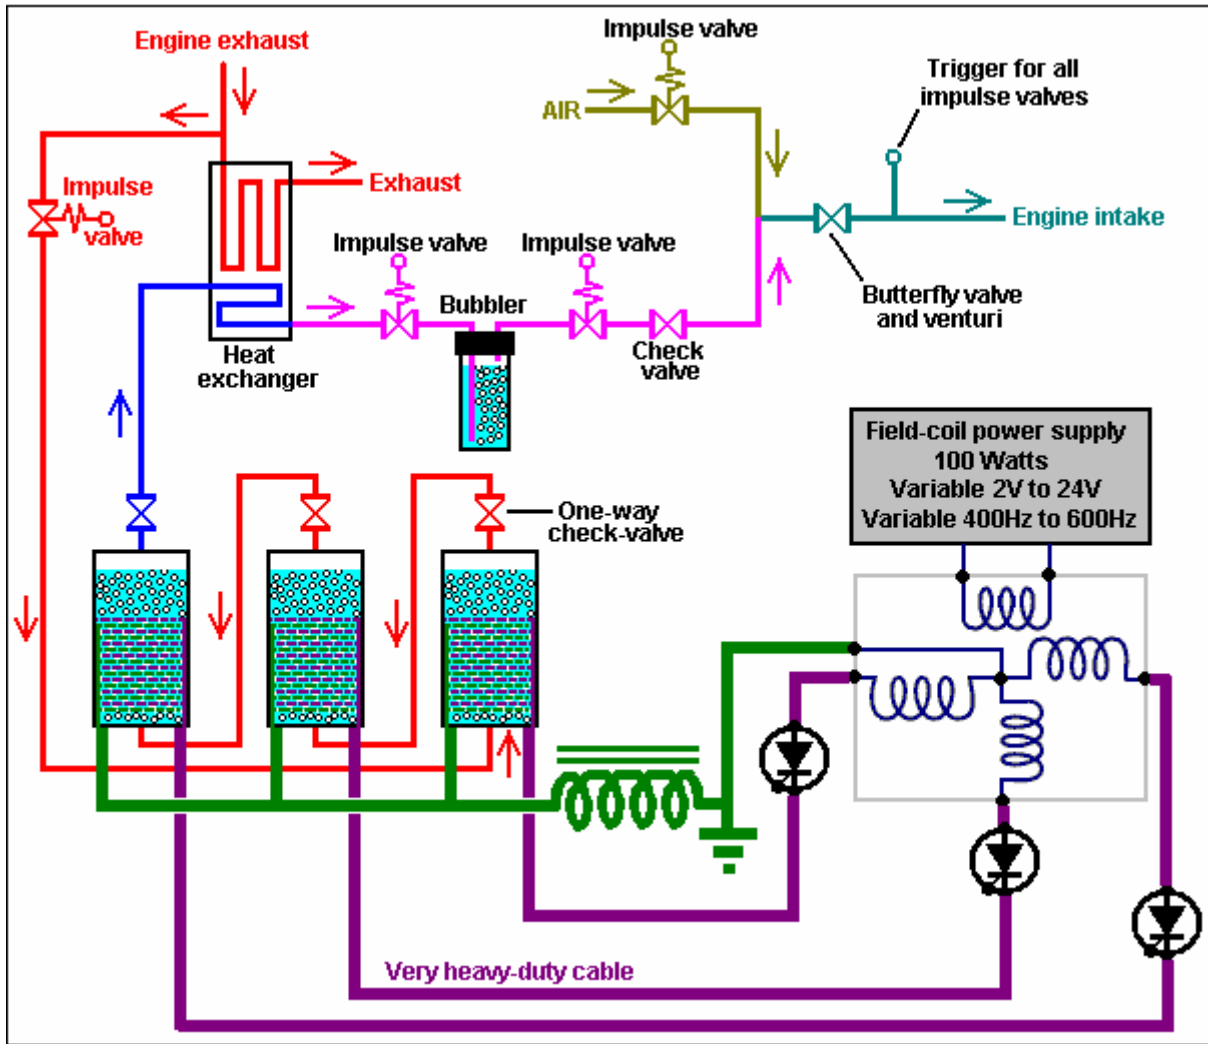 Impulse valve
Engine exhaust
Trigger for all
impulse valves
AIR
Impulse
valve
Exhaust
Engine intake
Impulse valve
Impulse valve
Bubbler
Butterfly valve
and venturi
Heat
exchanger
Check
valve
Field-coil power supply
100 Watts
Variable 2V to 24V
Variable 400Hz to 600Hz
One-way
check-valve
Very heavy-duty cable